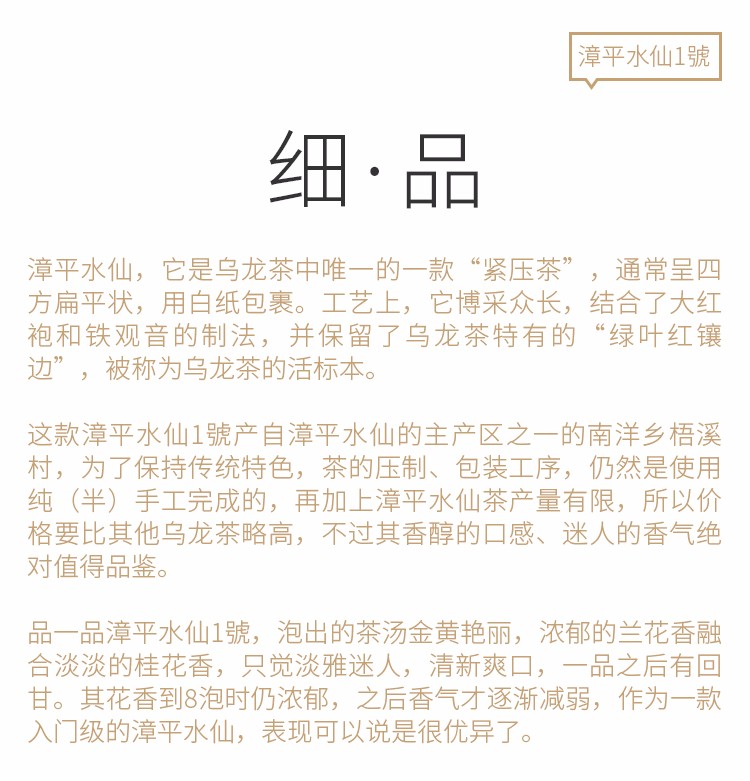 漳平水仙1號
细·品
漳平水仙，它是乌龙茶中唯一的一款“紧压茶”，通常呈四
方扁平状，用白纸包裹。工艺上，它博采众长，结合了大红
袍和铁观音的制法，并保留了乌龙茶特有的“绿叶红镶
边”，被称为乌龙茶的活标本。
这款漳平水仙1號产自漳平水仙的主产区之一的南洋乡梧溪
村，为了保持传统特色，茶的压制、包装工序，仍然是使用
纯（半）手工完成的，再加上漳平水仙茶产量有限，所以价
格要比其他乌龙茶略高，不过其香醇的口感、迷人的香气绝
对值得品鉴。
品一品漳平水仙1號，泡出的茶汤金黄艳丽，浓郁的兰花香融
合淡淡的桂花香，只觉淡雅迷人，清新爽口，一品之后有回
甘。其花香到8泡时仍浓郁，之后香气才逐渐减弱，作为一款
入门级的漳平水仙，表现可以说是很优异了。